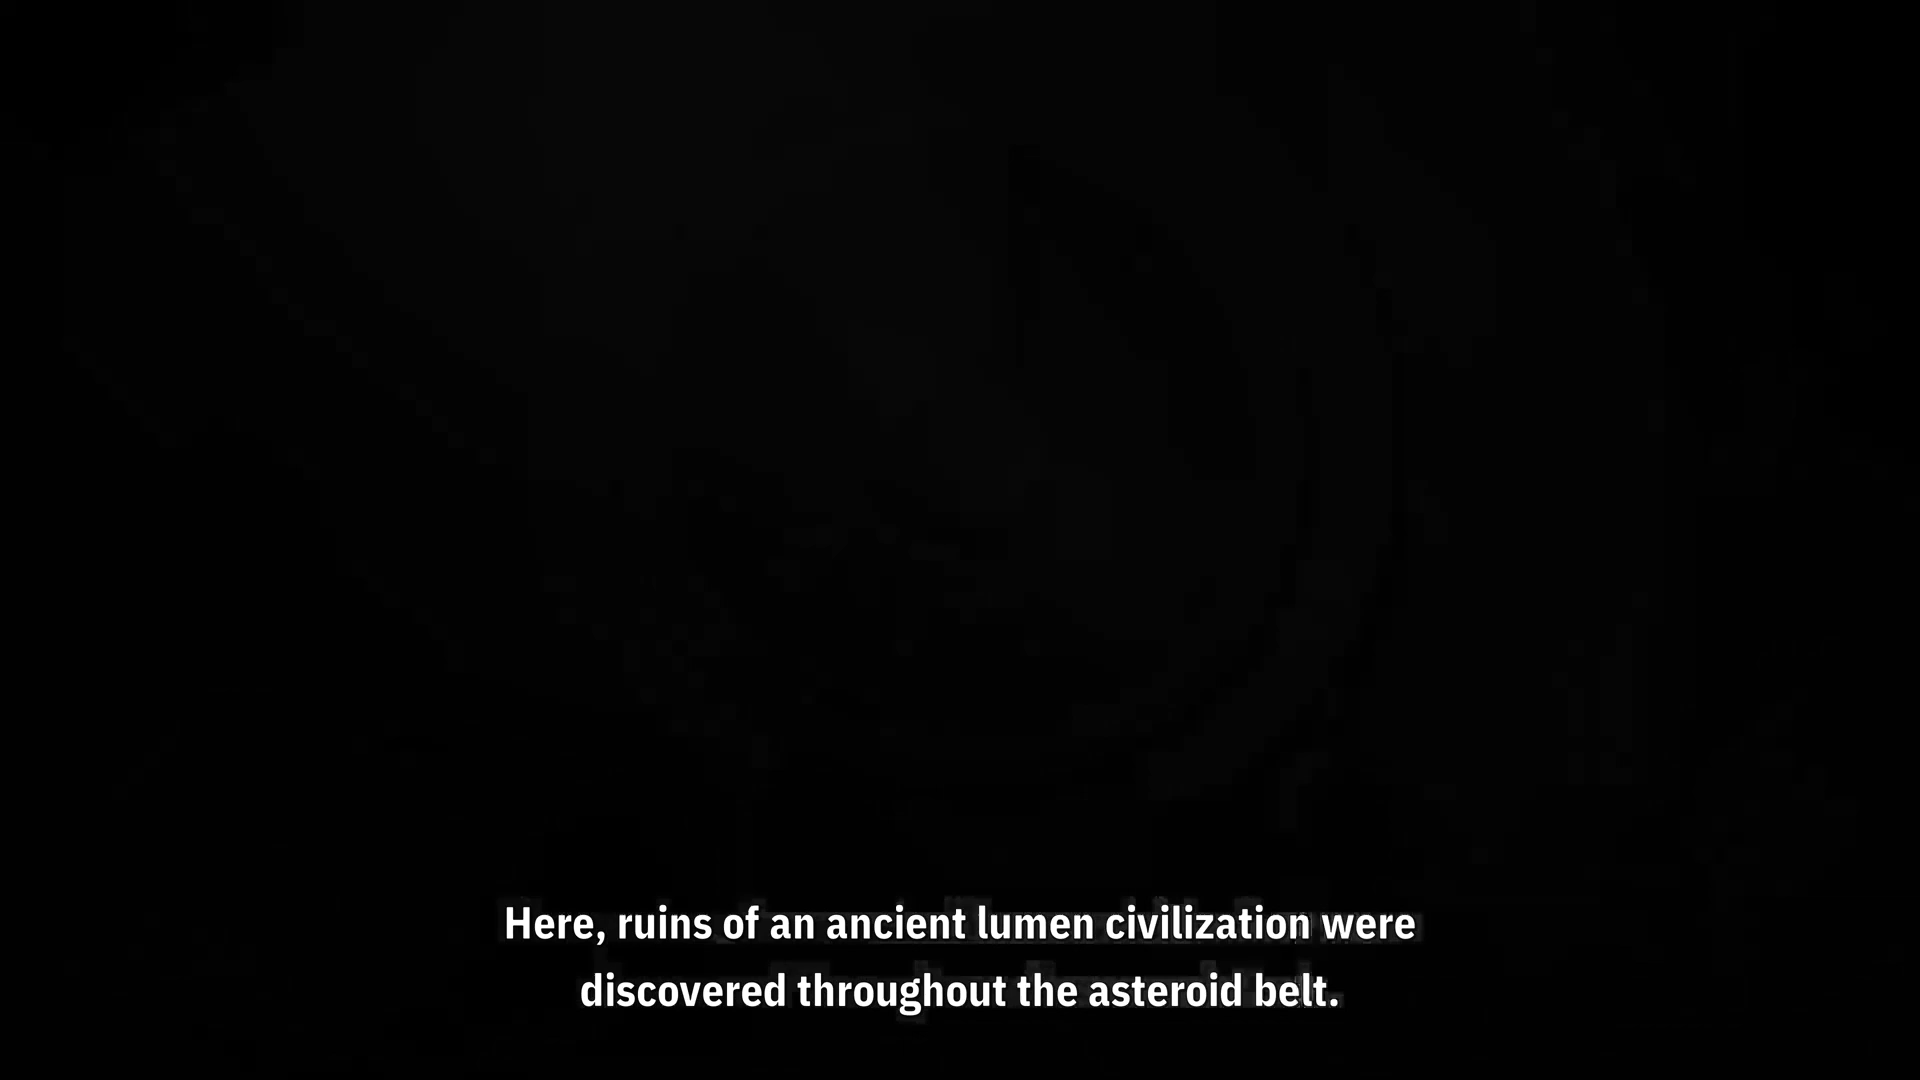 Here, ruins of an ancient lumen civilization were
discovered throughout the asteroid belt.